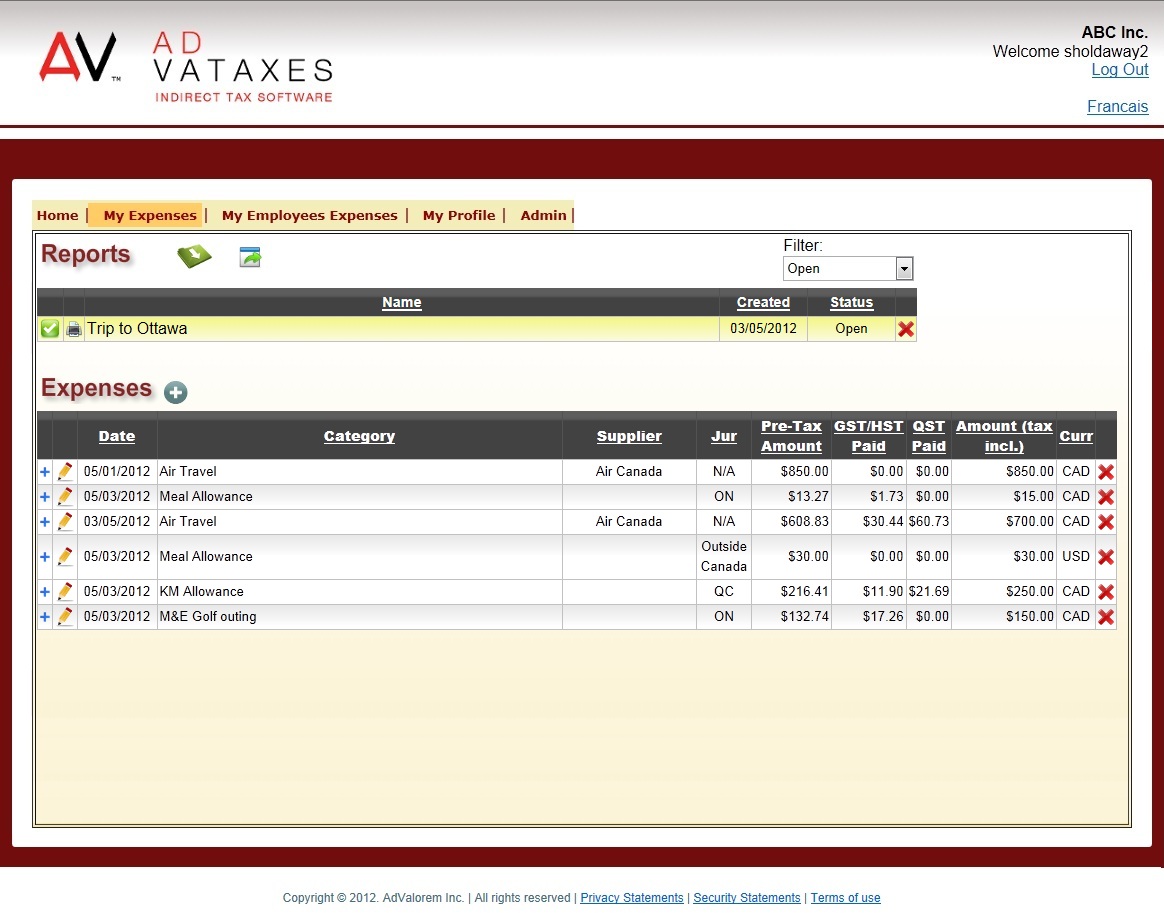 AV™
AD
VATAXES
INDIRECT TAX SOFTWARE
ABC Inc.
Welcome sholdaway2
Log Out
Francais
Home | My Expenses | My Employees Expenses | My Profile | Admin |
Reports
Filter:
Open
Name Created Status
Trip to Ottawa 03/05/2012 Open
Expenses
Date Category Supplier Jur Pre-Tax Amount GST/HST Paid QST Paid Amount (tax incl.) Curr
05/01/2012 Air Travel Air Canada N/A $850.00 $0.00 $0.00 $850.00 CAD
05/03/2012 Meal Allowance ON $13.27 $1.73 $0.00 $15.00 CAD
03/05/2012 Air Travel Air Canada N/A $608.83 $30.44 $60.73 $700.00 CAD
05/03/2012 Meal Allowance Outside Canada $30.00 $0.00 $0.00 $30.00 USD
05/03/2012 KM Allowance QC $216.41 $11.90 $21.69 $250.00 CAD
05/03/2012 M&E Golf outing ON $132.74 $17.26 $0.00 $150.00 CAD
Copyright © 2012. AdValorem Inc. | All rights reserved | Privacy Statements | Security Statements | Terms of use